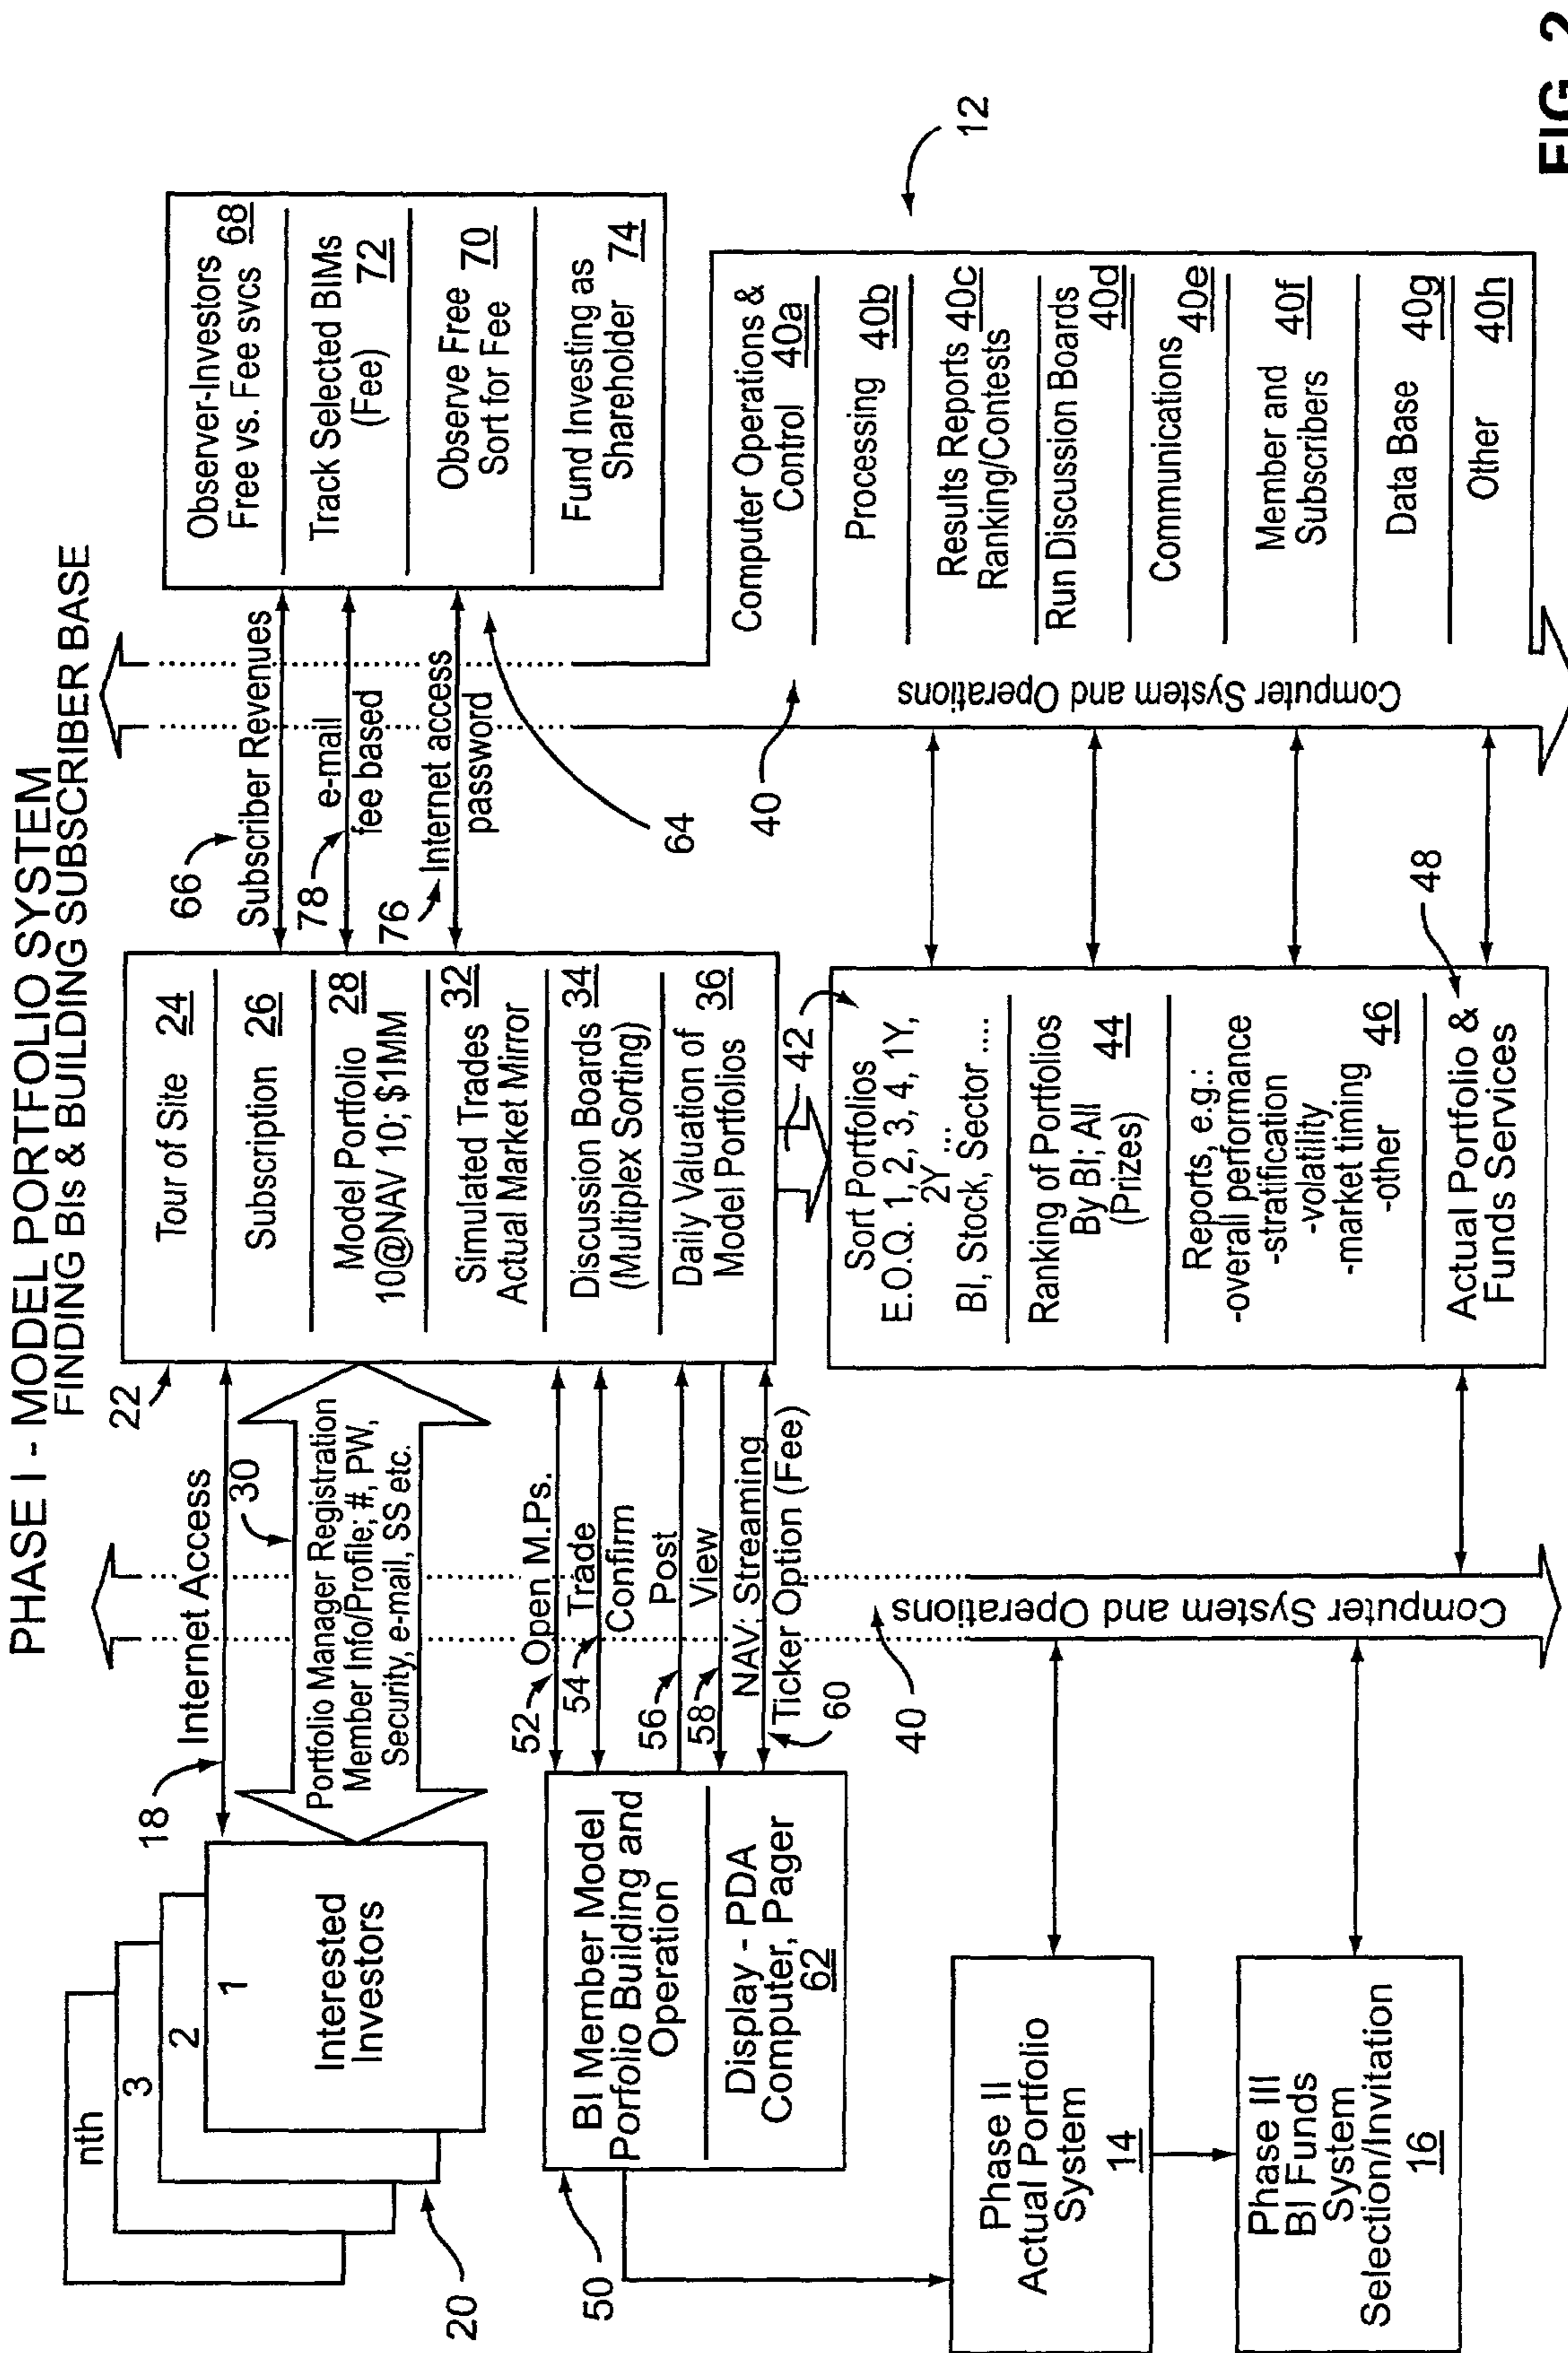 PHASE I - MODEL PORTFOLIO SYSTEM
FINDING BIs & BUILDING SUBSCRIBER BASE
nth
3
2
1
Interested
Investors
20
18
Internet Access
30
Portfolio Manager Registration
Member Info/Profile; #, PW,
Security, e-mail, SS etc.
22
Tour of Site 24
Subscription 26
Model Portfolio 28
10@NAV 10; $1MM
Simulated Trades 32
Actual Market Mirror
Discussion Boards 34
(Multiplex Sorting)
Daily Valuation of 36
Model Portfolios
66
Subscriber Revenues
78
e-mail
fee based
76
Internet access
password
64
Observer-Investors
Free vs. Fee svcs 68
Track Selected BIMs
(Fee) 72
Observe Free 70
Sort for Fee
Fund Investing as
Shareholder 74
50
BI Member Model
Porfolio Building and
Operation
Display - PDA
Computer, Pager
62
52
Open M.Ps.
54
Trade
Confirm
56
Post
58
View
NAV: Streaming
Ticker Option (Fee)
60
40
Computer System and Operations
42
Sort Portfolios
E.O.Q. 1, 2, 3, 4, 1Y,
2Y ...
BI, Stock, Sector ....
Ranking of Portfolios
By BI; All 44
(Prizes)
Reports, e.g.:
-overall performance
-stratification
-volatility
-market timing 46
-other
Actual Portfolio &
Funds Services
48
40
Computer System and Operations
12
Computer Operations &
Control 40a
Processing 40b
Results Reports 40c
Ranking/Contests
Run Discussion Boards
40d
Communications 40e
Member and 40f
Subscribers
Data Base 40g
Other 40h
Phase II
Actual Portfolio
System
14
Phase III
BI Funds
System
Selection/Invitation
16
FIG. 2